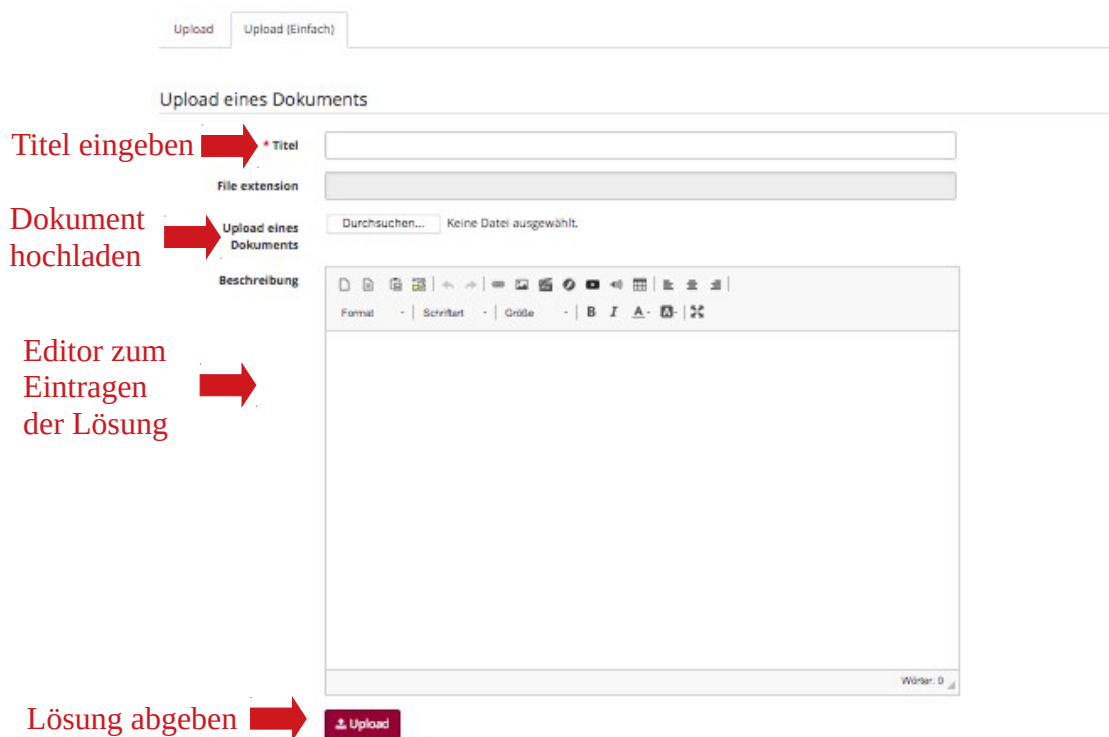 Upload Upload (Einfach)
Upload eines Dokuments
Titel eingeben * Titel
File extension
Dokument
hochladen
Upload eines
Dokuments
Durchsuchen... Keine Datei ausgewählt.
Beschreibung
Format Schriftart Größe B I A A
Editor zum
Eintragen
der Lösung
Wörter: 0
Lösung abgeben Upload